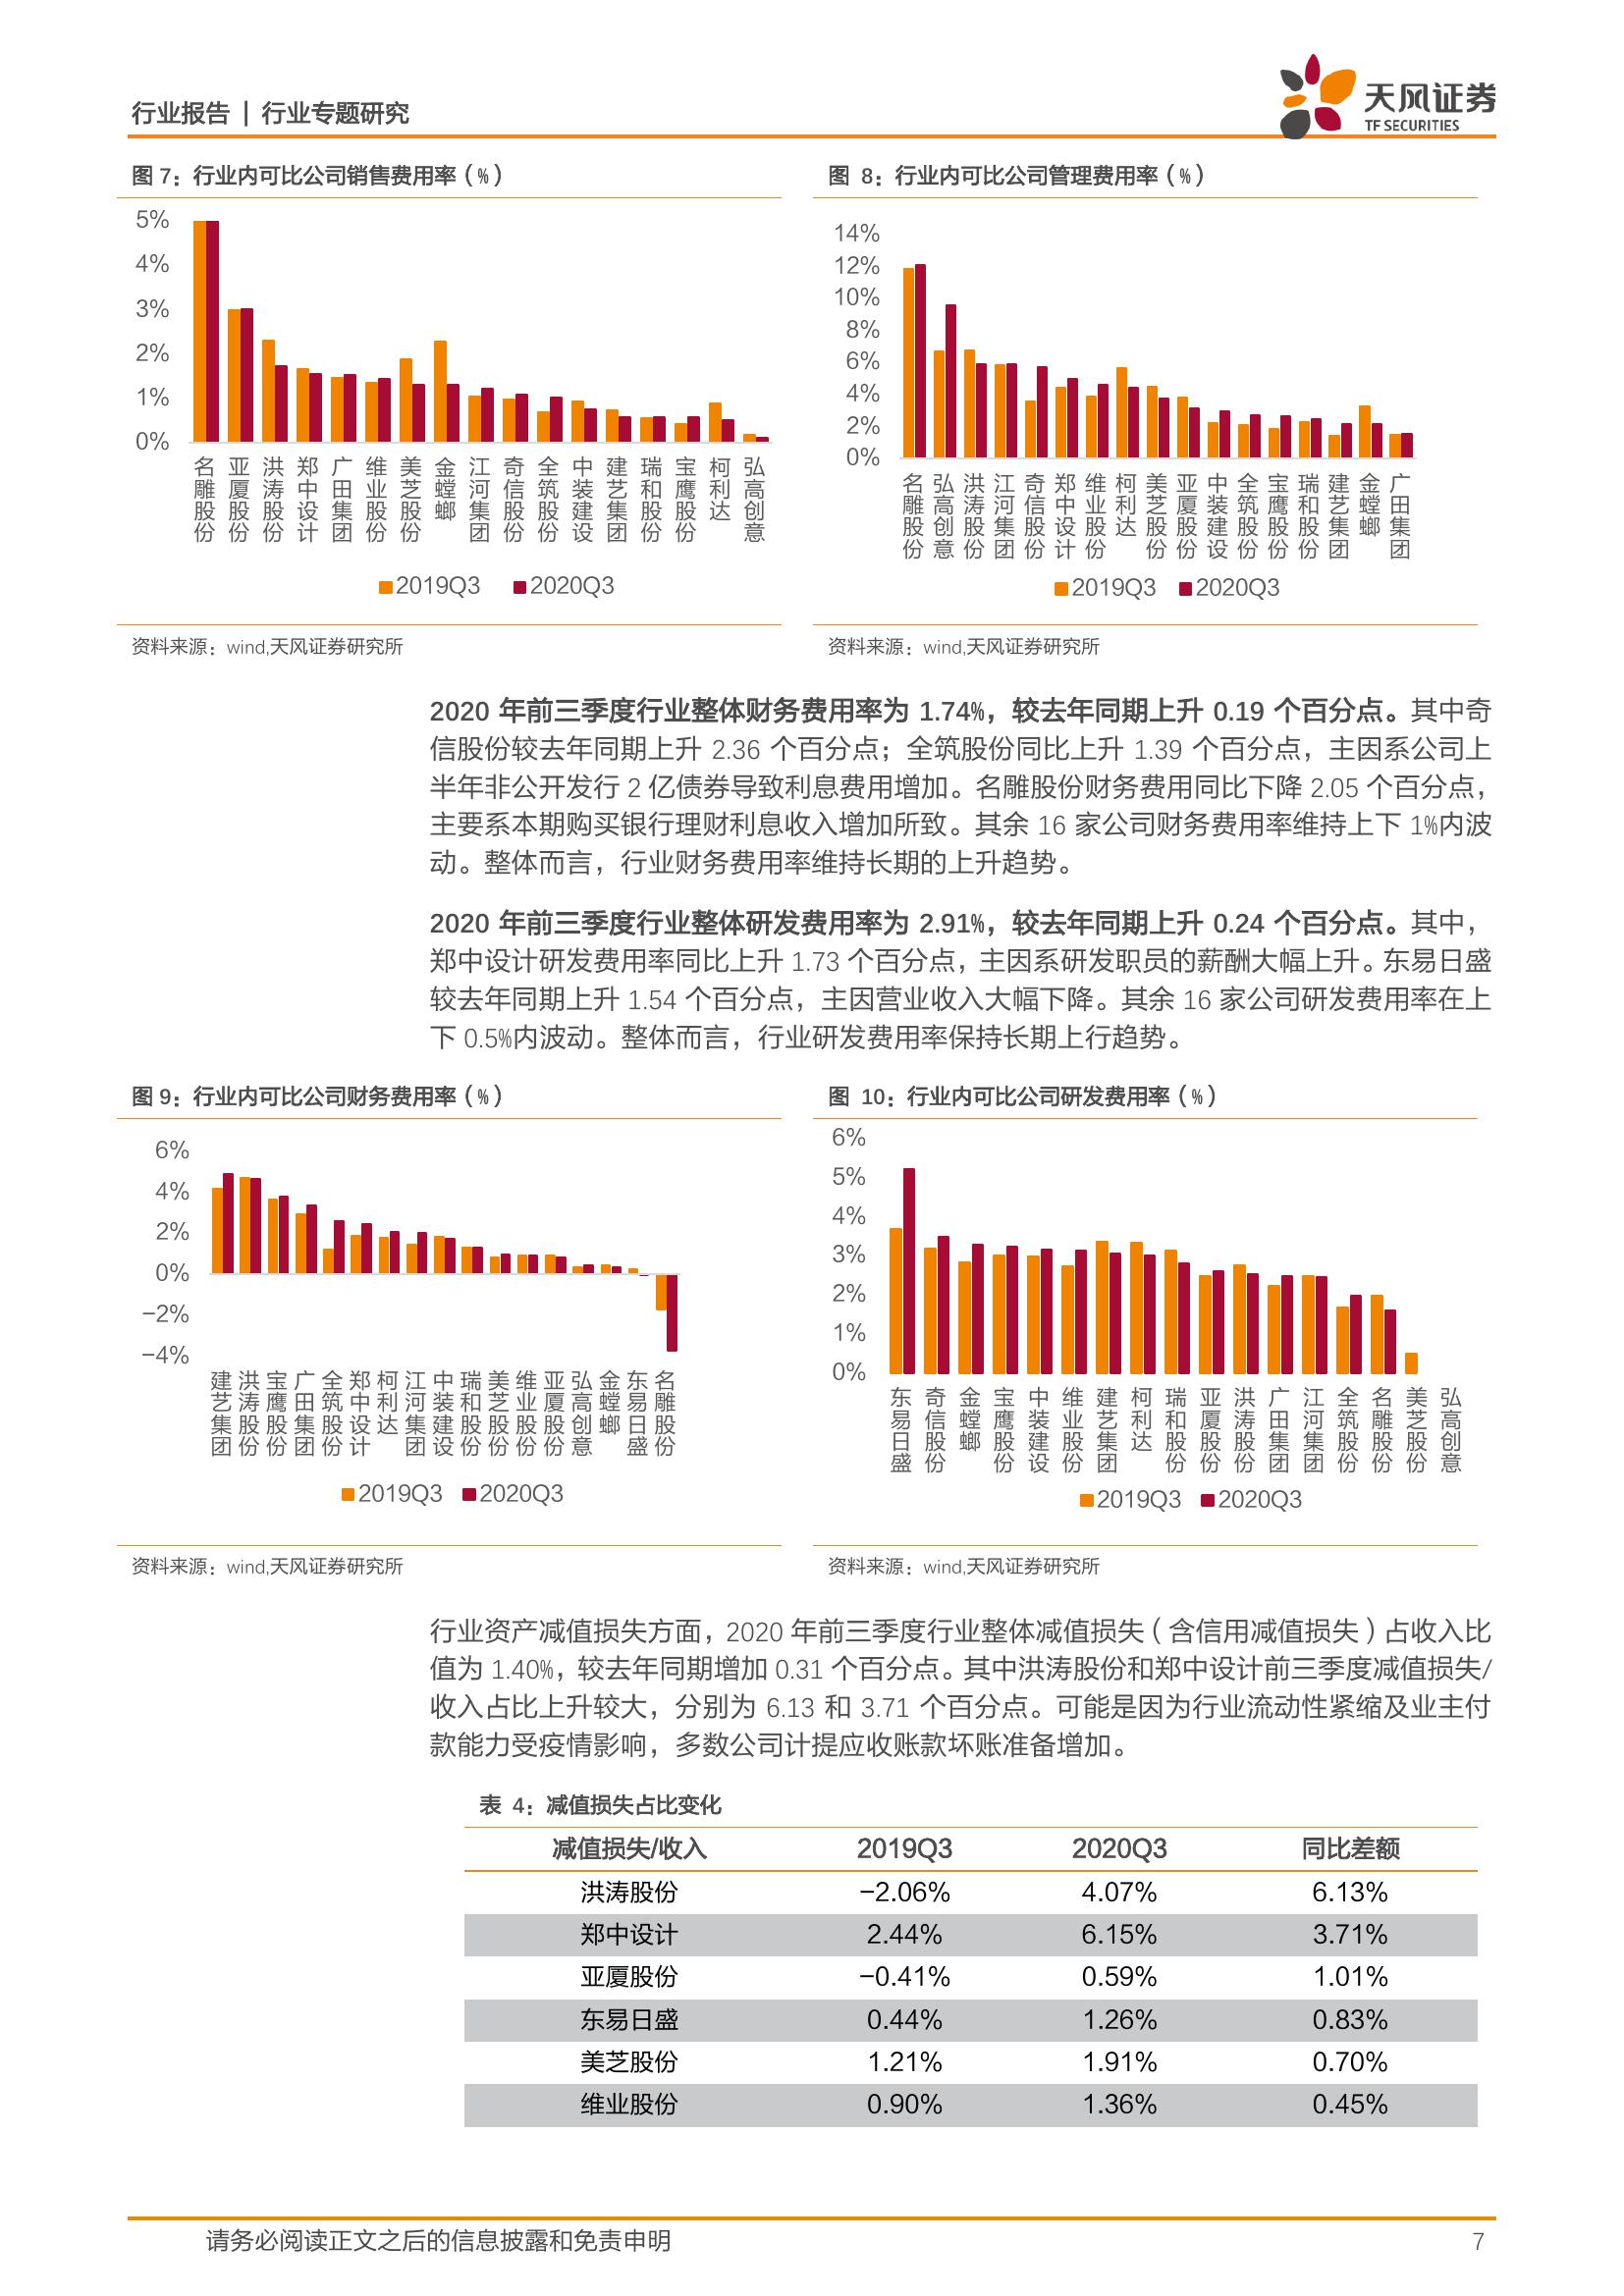 行业报告 | 行业专题研究
天风证券
TF SECURITIES
图 7：行业内可比公司销售费用率（%）
5%
4%
3%
2%
1%
0%
名雕股份 亚厦股份 洪涛股份 郑中设计 广田集团 维业股份 美芝股份 金螳螂 江河集团 奇信股份 全筑股份 中装建设 建艺集团 瑞和股份 宝鹰股份 柯利达 弘高创意
2019Q3 2020Q3
资料来源：wind,天风证券研究所
图 8：行业内可比公司管理费用率（%）
14%
12%
10%
8%
6%
4%
2%
0%
名雕股份 弘高创意 洪涛股份 江河集团 奇信股份 郑中设计 维业股份 柯利达 美芝股份 亚厦股份 中装建设 全筑股份 宝鹰股份 瑞和股份 建艺集团 金螳螂 广田集团
2019Q3 2020Q3
资料来源：wind,天风证券研究所
2020 年前三季度行业整体财务费用率为 1.74%，较去年同期上升 0.19 个百分点。其中奇
信股份较去年同期上升 2.36 个百分点；全筑股份同比上升 1.39 个百分点，主因系公司上
半年非公开发行 2 亿债券导致利息费用增加。名雕股份财务费用同比下降 2.05 个百分点，
主要系本期购买银行理财利息收入增加所致。其余 16 家公司财务费用率维持上下 1%内波
动。整体而言，行业财务费用率维持长期的上升趋势。
2020 年前三季度行业整体研发费用率为 2.91%，较去年同期上升 0.24 个百分点。其中，
郑中设计研发费用率同比上升 1.73 个百分点，主因系研发职员的薪酬大幅上升。东易日盛
较去年同期上升 1.54 个百分点，主因营业收入大幅下降。其余 16 家公司研发费用率在上
下 0.5%内波动。整体而言，行业研发费用率保持长期上行趋势。
图 9：行业内可比公司财务费用率（%）
6%
4%
2%
0%
−2%
−4%
建艺集团 洪涛股份 宝鹰股份 广田集团 全筑股份 郑中设计 柯利达 江河集团 中装建设 瑞和股份 美芝股份 维业股份 亚厦股份 弘高创意 金螳螂 东易日盛 名雕股份
2019Q3 2020Q3
资料来源：wind,天风证券研究所
图 10：行业内可比公司研发费用率（%）
6%
5%
4%
3%
2%
1%
0%
东易日盛 奇信股份 金螳螂 宝鹰股份 中装建设 维业股份 建艺集团 柯利达 瑞和股份 亚厦股份 洪涛股份 广田集团 江河集团 全筑股份 名雕股份 美芝股份 弘高创意
2019Q3 2020Q3
资料来源：wind,天风证券研究所
行业资产减值损失方面，2020 年前三季度行业整体减值损失（含信用减值损失）占收入比
值为 1.40%，较去年同期增加 0.31 个百分点。其中洪涛股份和郑中设计前三季度减值损失/
收入占比上升较大，分别为 6.13 和 3.71 个百分点。可能是因为行业流动性紧缩及业主付
款能力受疫情影响，多数公司计提应收账款坏账准备增加。
表 4：减值损失占比变化
减值损失/收入 2019Q3 2020Q3 同比差额
洪涛股份 −2.06% 4.07% 6.13%
郑中设计 2.44% 6.15% 3.71%
亚厦股份 −0.41% 0.59% 1.01%
东易日盛 0.44% 1.26% 0.83%
美芝股份 1.21% 1.91% 0.70%
维业股份 0.90% 1.36% 0.45%
请务必阅读正文之后的信息披露和免责申明 7